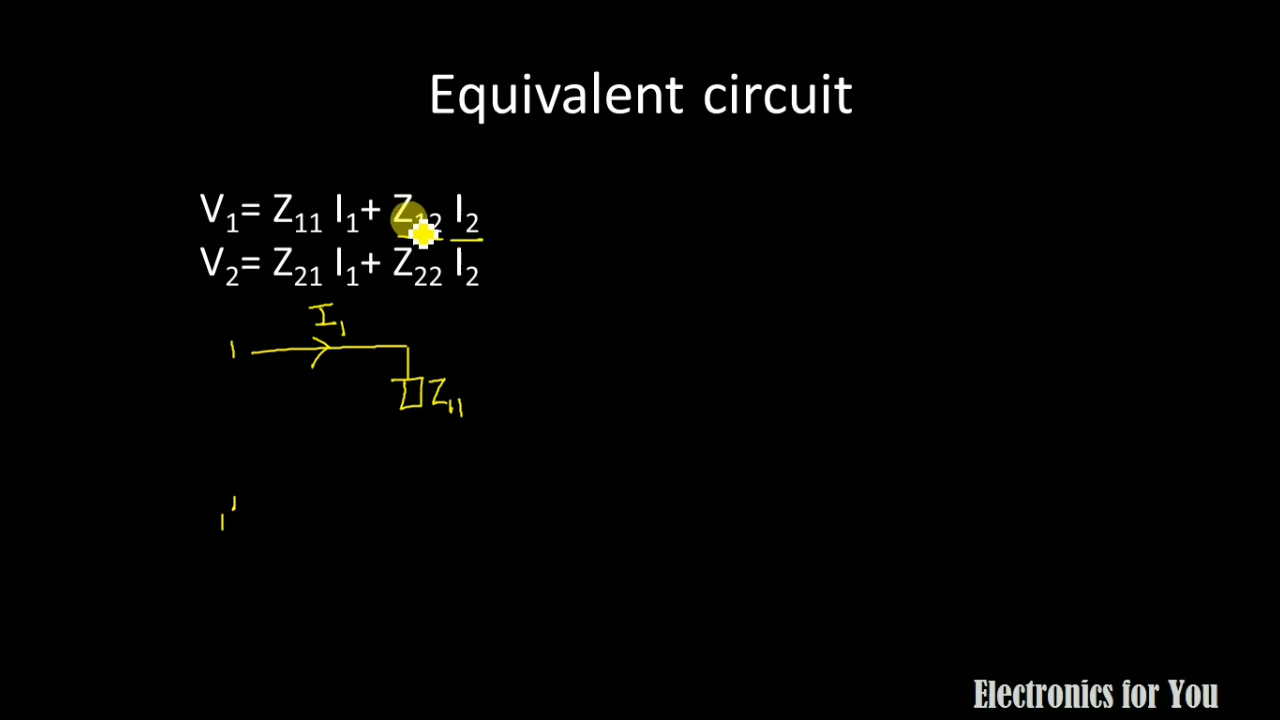 Equivalent circuit
V₁= Z₁₁ I₁+ Z₁₂ I₂
V₂= Z₂₁ I₁+ Z₂₂ I₂
I₁
1
Z₁₁
1'
Electronics for You